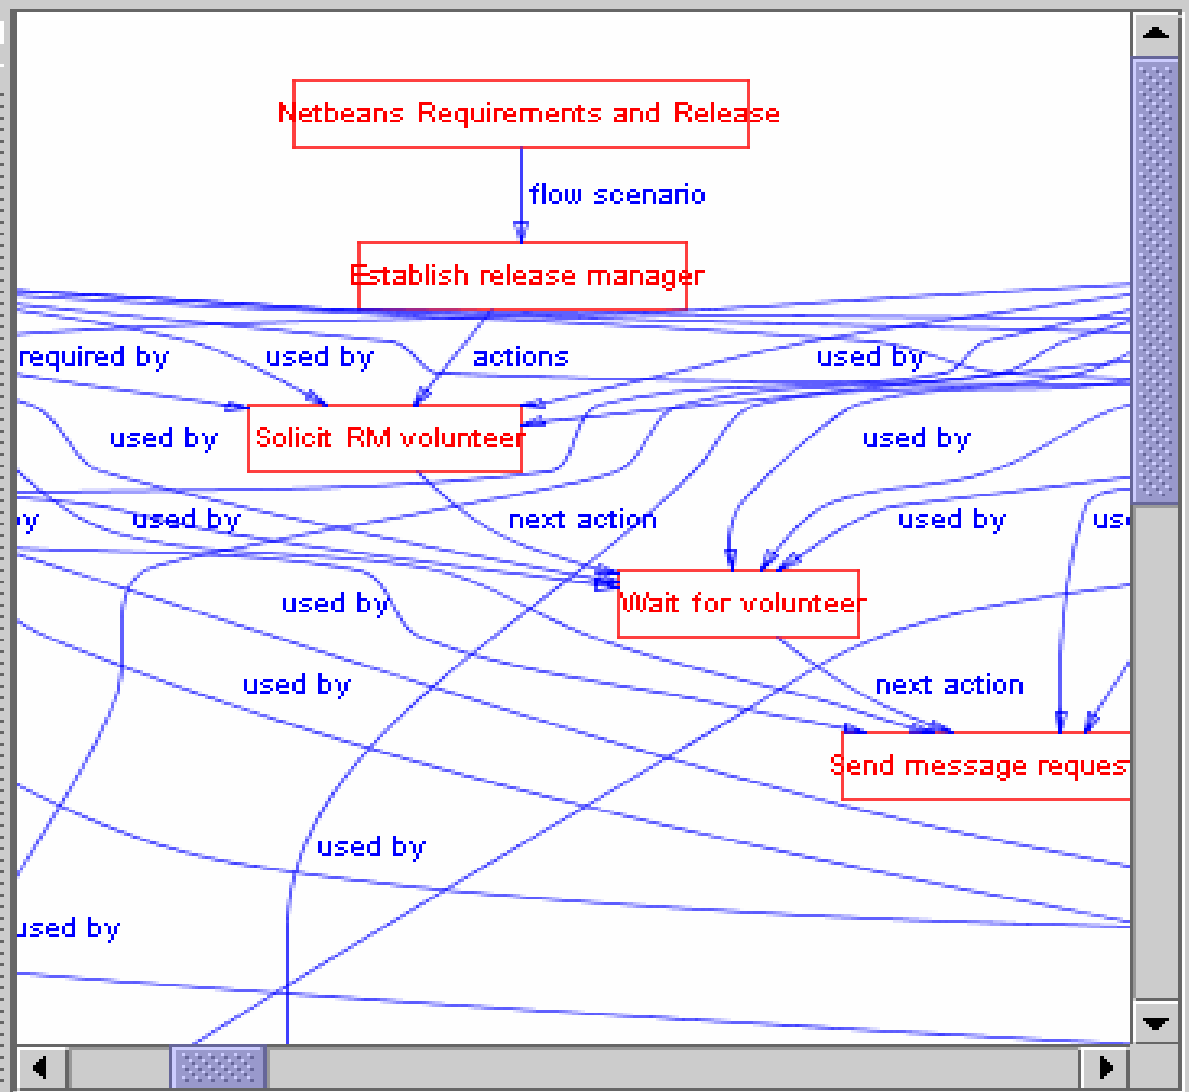 Netbeans Requirements and Release
flow scenario
Establish release manager
required by
used by
actions
used by
used by
Solicit RM volunteer
used by
used by
next action
used by
used by
Wait for volunteer
used by
next action
Send message reques
used by
used by